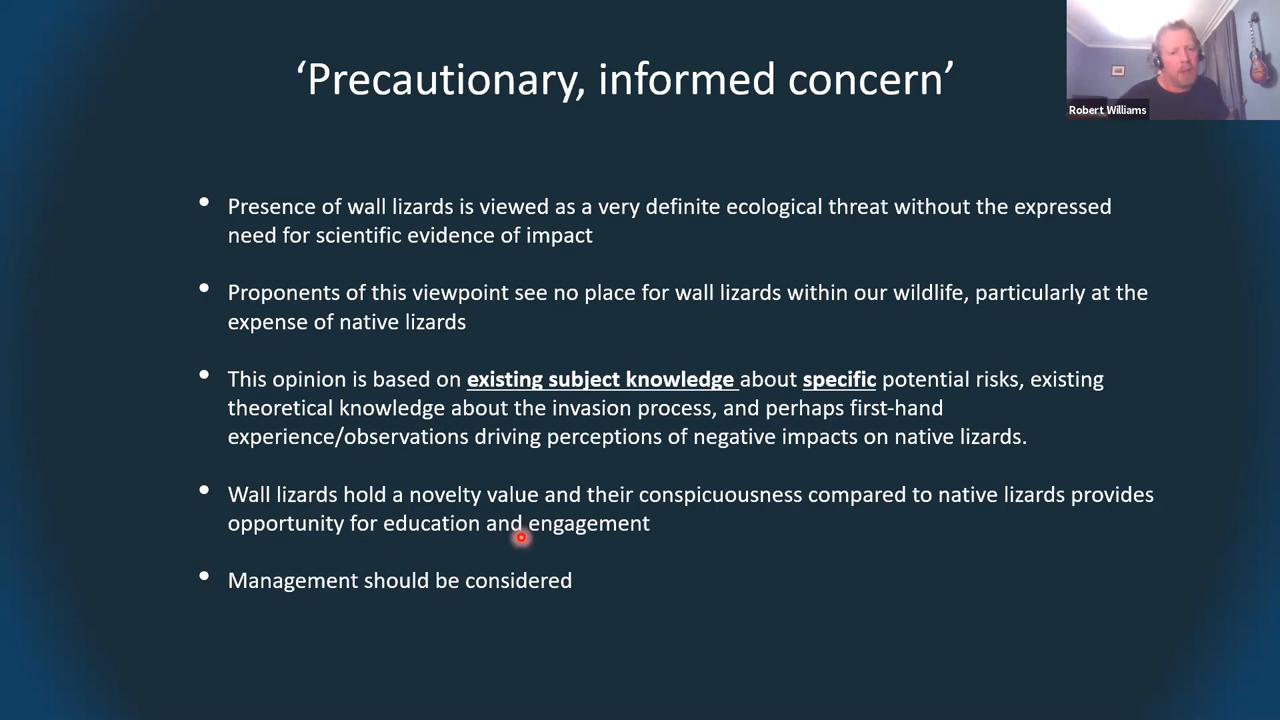 ‘Precautionary, informed concern’
Robert Williams
• Presence of wall lizards is viewed as a very definite ecological threat without the expressed
need for scientific evidence of impact
• Proponents of this viewpoint see no place for wall lizards within our wildlife, particularly at the
expense of native lizards
• This opinion is based on existing subject knowledge about specific potential risks, existing
theoretical knowledge about the invasion process, and perhaps first-hand
experience/observations driving perceptions of negative impacts on native lizards.
• Wall lizards hold a novelty value and their conspicuousness compared to native lizards provides
opportunity for education and engagement
• Management should be considered